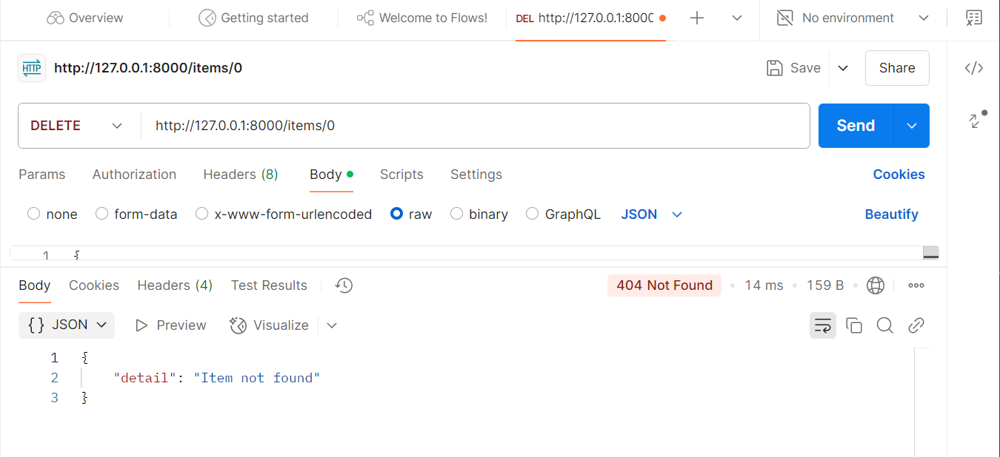 Overview Getting started Welcome to Flows! DEL http://127.0.0.1:8000 No environment
HTTP http://127.0.0.1:8000/items/0 Save Share
DELETE http://127.0.0.1:8000/items/0 Send
Params Authorization Headers (8) Body Scripts Settings Cookies
none form-data x-www-form-urlencoded raw binary GraphQL JSON Beautify
1 {
Body Cookies Headers (4) Test Results 404 Not Found 14 ms 159 B
{} JSON Preview Visualize
1 {
2 "detail": "Item not found"
3 }